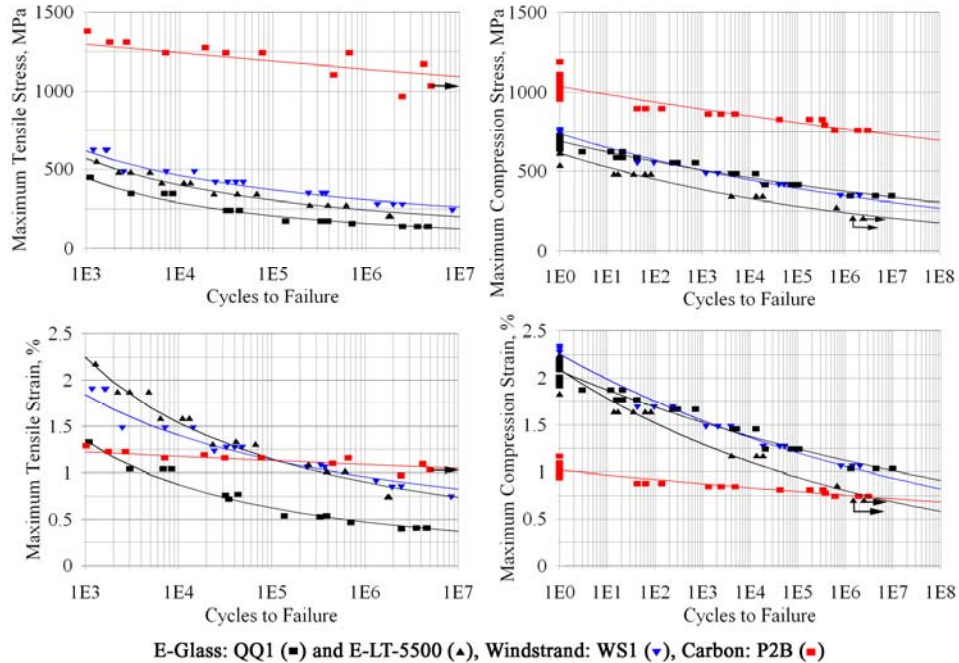 Maximum Tensile Stress, MPa
1500
1000
500
0
1E3 1E4 1E5 1E6 1E7
Cycles to Failure
Maximum Compression Stress, MPa
1500
1000
500
0
1E0 1E1 1E2 1E3 1E4 1E5 1E6 1E7 1E8
Cycles to Failure
Maximum Tensile Strain, %
2.5
2
1.5
1
0.5
0
1E3 1E4 1E5 1E6 1E7
Cycles to Failure
Maximum Compression Strain, %
2.5
2
1.5
1
0.5
0
1E0 1E1 1E2 1E3 1E4 1E5 1E6 1E7 1E8
Cycles to Failure
E-Glass: QQ1 (■) and E-LT-5500 (▲), Windstrand: WS1 (▼), Carbon: P2B (■)